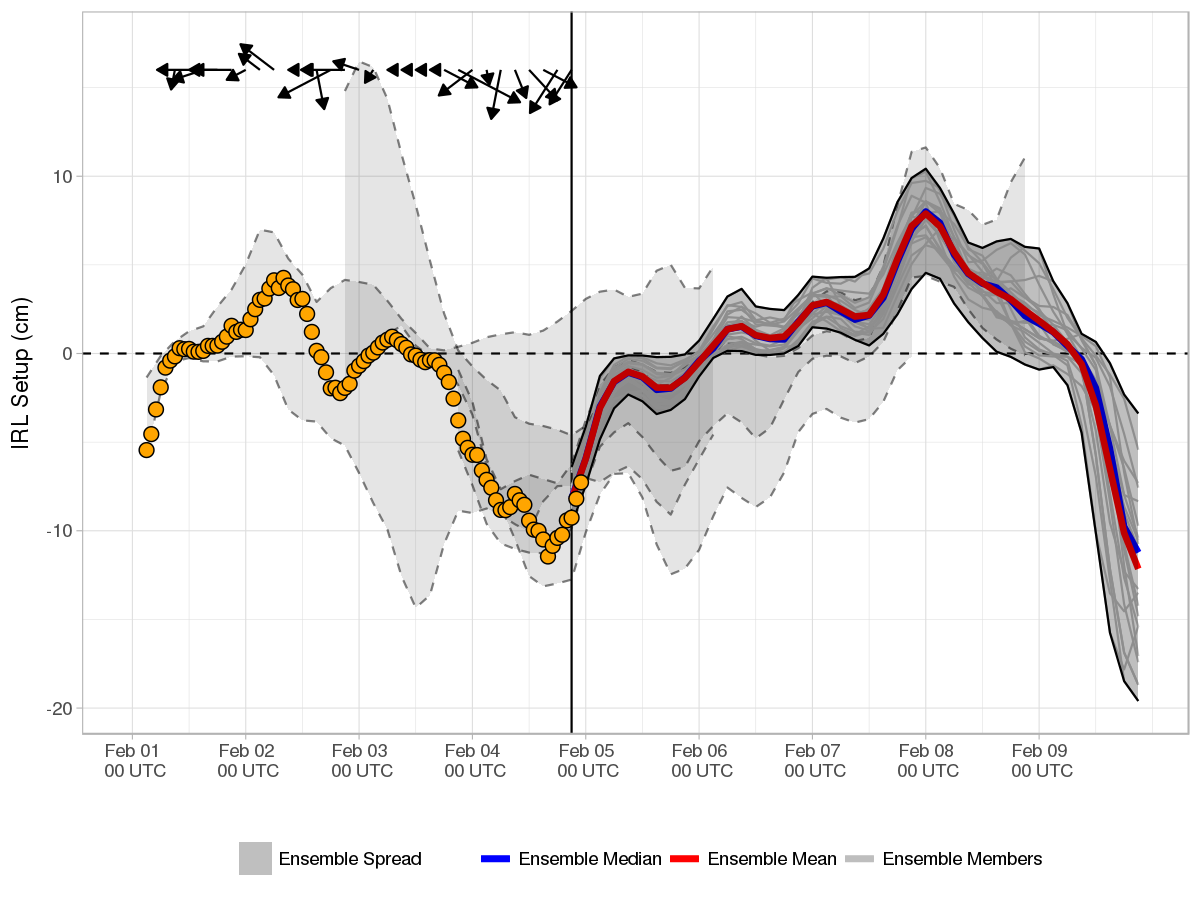 IRL Setup (cm)
10
0
-10
-20
Feb 01 Feb 02 Feb 03 Feb 04 Feb 05 Feb 06 Feb 07 Feb 08 Feb 09
00 UTC 00 UTC 00 UTC 00 UTC 00 UTC 00 UTC 00 UTC 00 UTC 00 UTC
Ensemble Spread Ensemble Median Ensemble Mean Ensemble Members